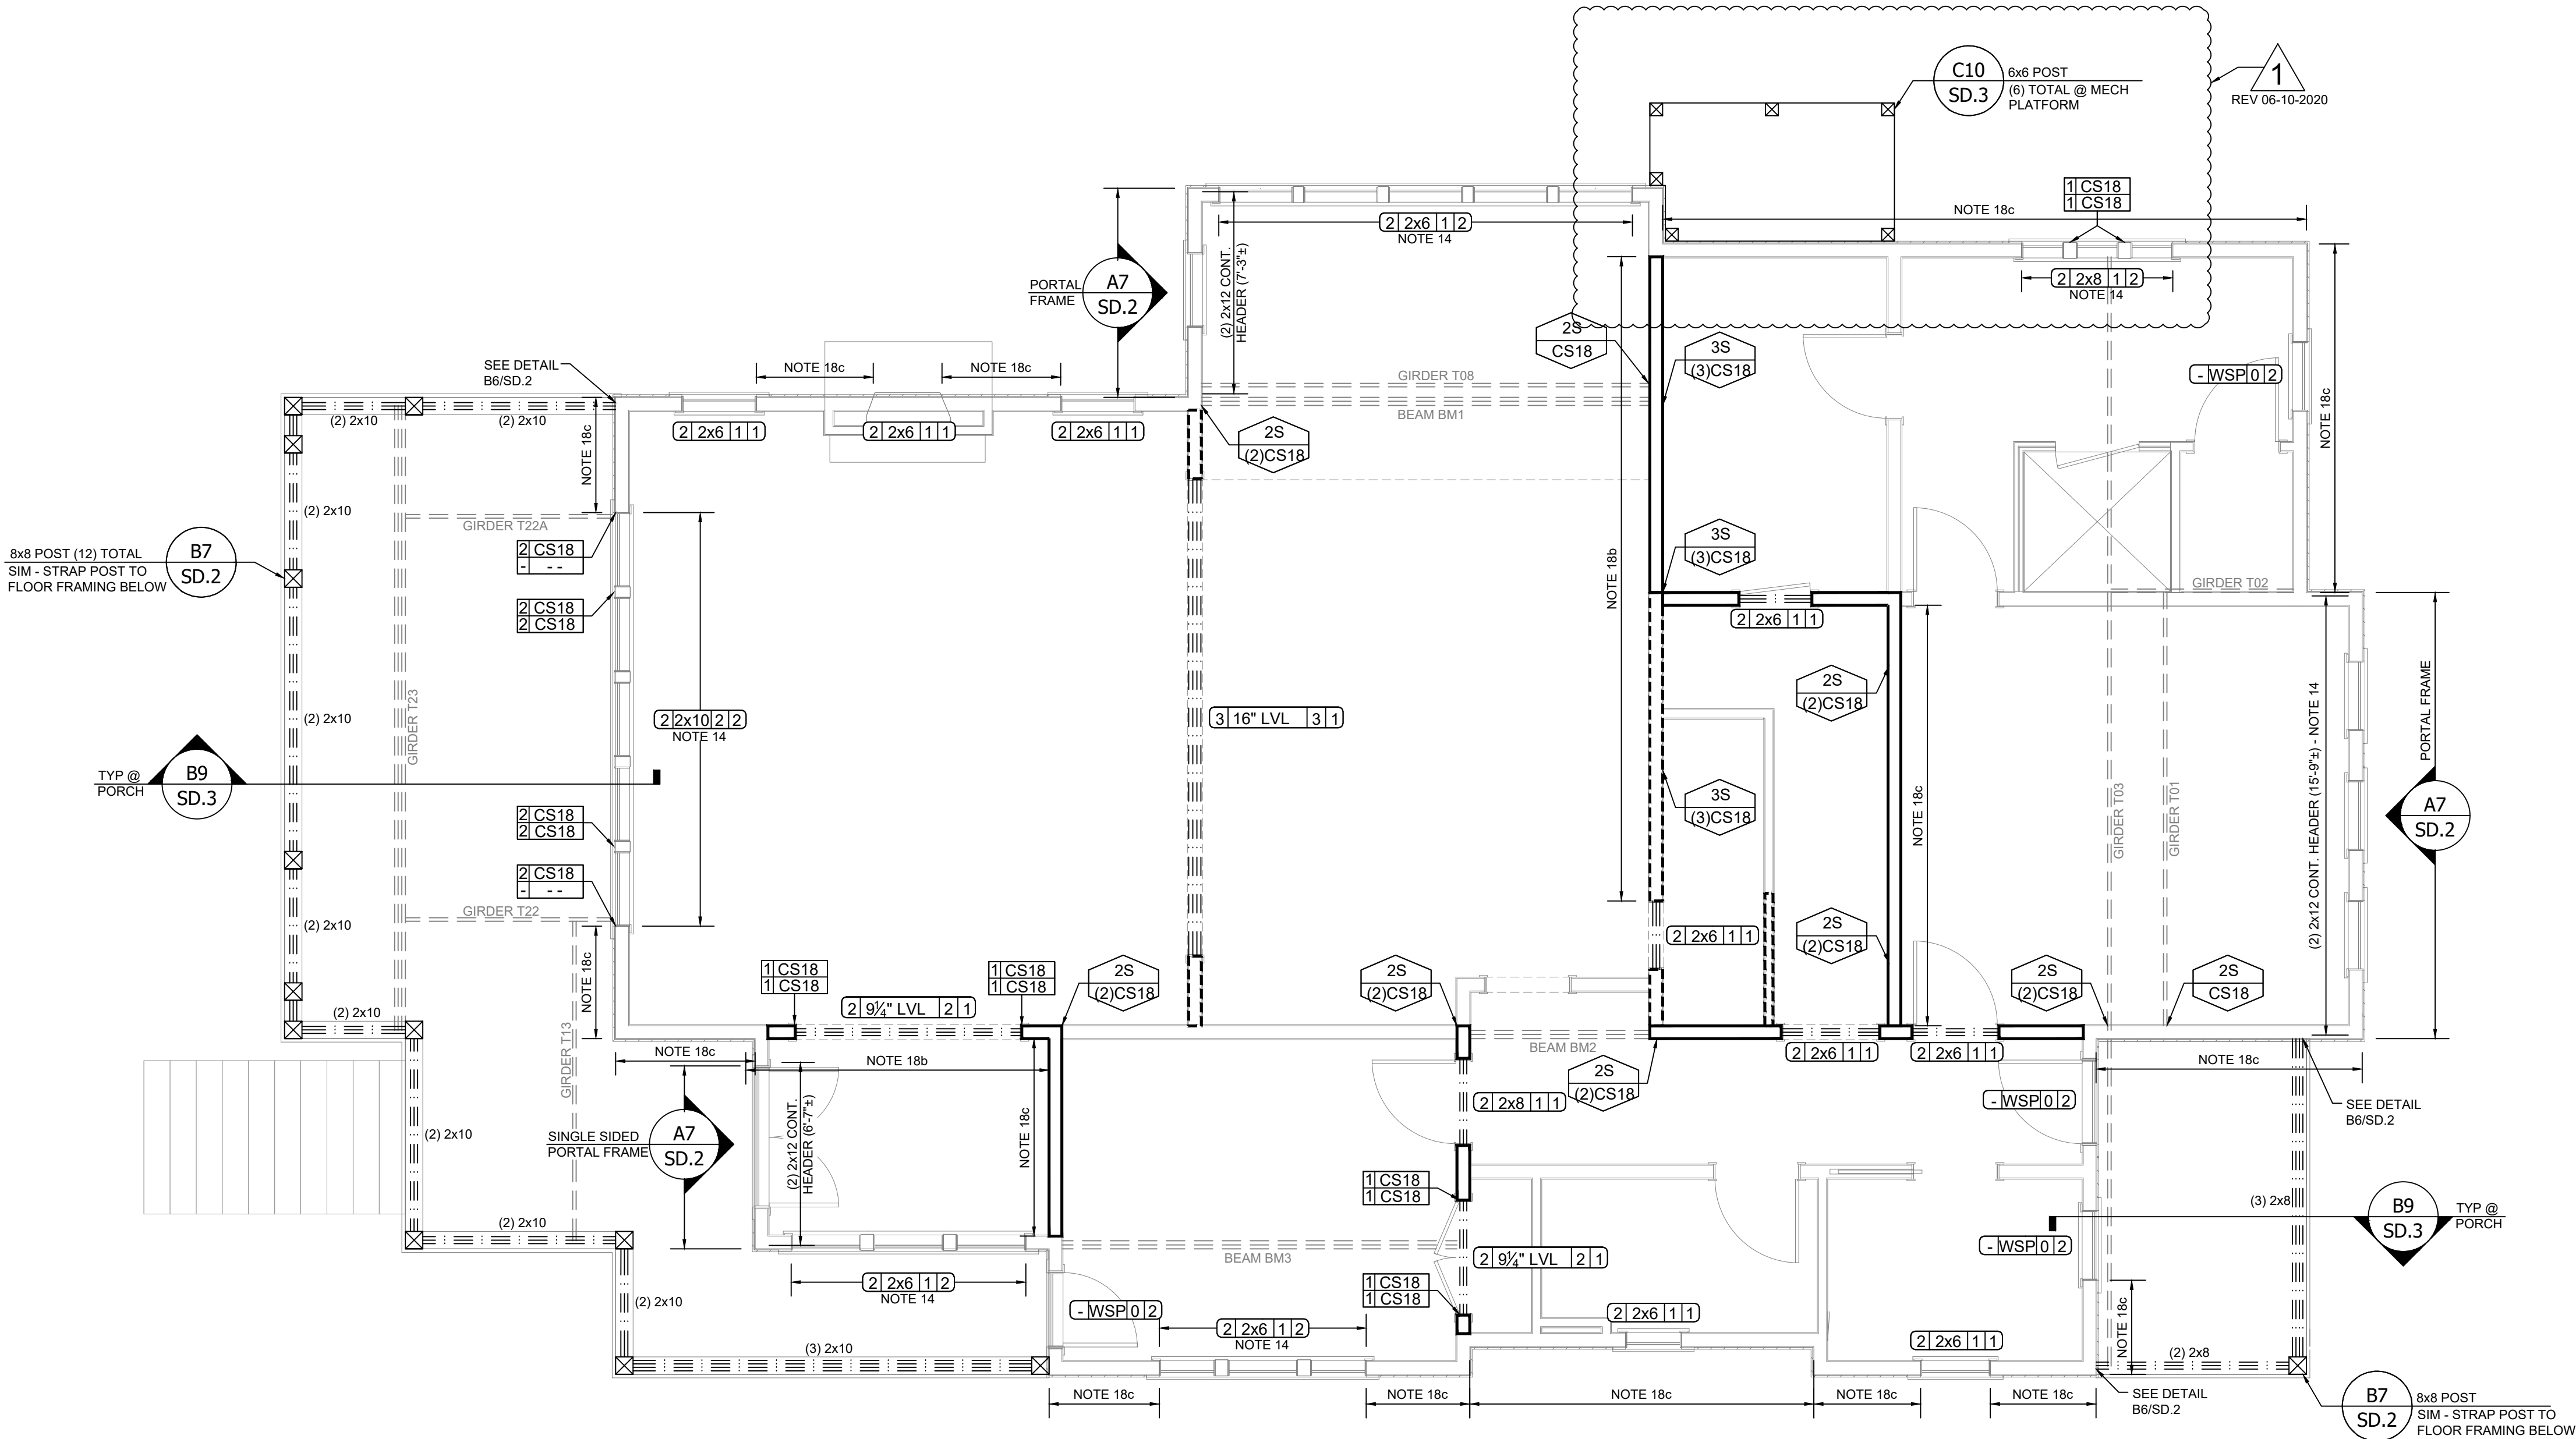 C10
SD.3
6x6 POST
(6) TOTAL @ MECH
PLATFORM
1
REV 06-10-2020
1 CS18
1 CS18
NOTE 18c
2 2x6 1 2
NOTE 14
(2) 2x12 CONT.
HEADER (7'-3"±)
PORTAL
FRAME
A7
SD.2
2 2x8 1 2
NOTE 14
2S
CS18
3S
(3)CS18
SEE DETAIL
B6/SD.2
NOTE 18c
NOTE 18c
GIRDER T08
BEAM BM1
- WSP 0 2
NOTE 18c
(2) 2x10
(2) 2x10
NOTE 18c
2 2x6 1 1
2 2x6 1 1
2 2x6 1 1
2S
(2)CS18
(2) 2x10
GIRDER T22A
8x8 POST (12) TOTAL
SIM - STRAP POST TO
FLOOR FRAMING BELOW
B7
SD.2
2 CS18
- - -
2 CS18
2 CS18
NOTE 18b
3S
(3)CS18
GIRDER T02
2 2x6 1 1
2S
(2)CS18
PORTAL FRAME
(2) 2x10
GIRDER T23
2 2x10 2 2
NOTE 14
3 16" LVL 3 1
TYP @
PORCH
B9
SD.3
3S
(3)CS18
NOTE 18c
GIRDER T03
GIRDER T01
(2) 2x12 CONT. HEADER (15'-9"±) - NOTE 14
A7
SD.2
2 CS18
2 CS18
2 CS18
- - -
GIRDER T22
(2) 2x10
2 2x6 1 1
2S
(2)CS18
NOTE 18c
1 CS18
1 CS18
1 CS18
1 CS18
2S
(2)CS18
2S
(2)CS18
2S
(2)CS18
2S
CS18
2 9¼" LVL 2 1
(2) 2x10
GIRDER T13
NOTE 18c
NOTE 18b
BEAM BM2
2S
(2)CS18
2 2x6 1 1
2 2x6 1 1
NOTE 18c
2 2x8 1 1
- WSP 0 2
SEE DETAIL
B6/SD.2
(2) 2x10
SINGLE SIDED
PORTAL FRAME
A7
SD.2
(2) 2x12 CONT.
HEADER (6'-7"±)
NOTE 18c
1 CS18
1 CS18
(3) 2x8
B9
SD.3
TYP @
PORCH
(2) 2x10
BEAM BM3
2 9¼" LVL 2 1
- WSP 0 2
2 2x6 1 2
NOTE 14
(2) 2x10
1 CS18
1 CS18
- WSP 0 2
2 2x6 1 2
NOTE 14
2 2x6 1 1
2 2x6 1 1
NOTE 18c
(3) 2x10
(2) 2x8
NOTE 18c
NOTE 18c
NOTE 18c
NOTE 18c
NOTE 18c
SEE DETAIL
B6/SD.2
B7
SD.2
8x8 POST
SIM - STRAP POST TO
FLOOR FRAMING BELOW